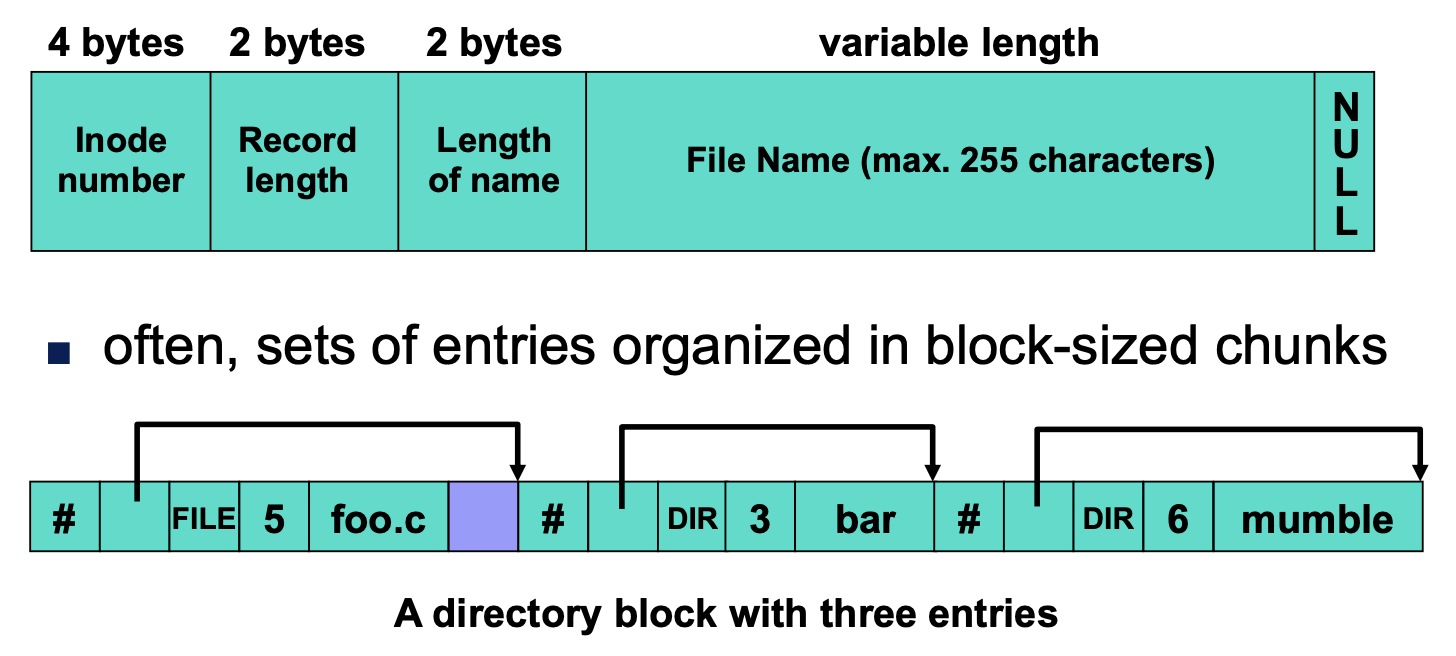 4 bytes 2 bytes 2 bytes variable length
Inode number Record length Length of name File Name (max. 255 characters) NULL
often, sets of entries organized in block-sized chunks
# FILE 5 foo.c # DIR 3 bar # DIR 6 mumble
A directory block with three entries